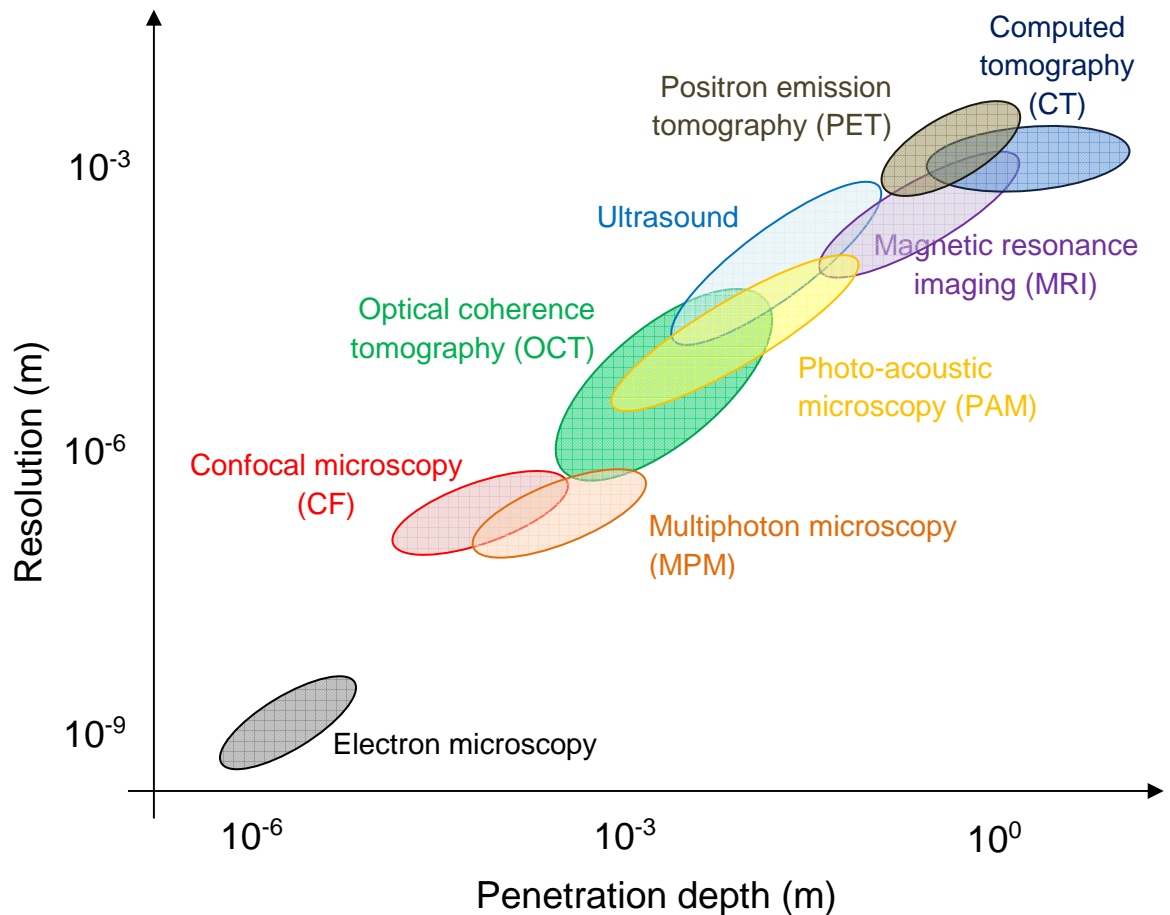 Computed
tomography
(CT)
Positron emission
tomography (PET)
10⁻³
Ultrasound
Magnetic resonance
imaging (MRI)
Optical coherence
tomography (OCT)
Photo-acoustic
microscopy (PAM)
Resolution (m)
10⁻⁶
Confocal microscopy
(CF)
Multiphoton microscopy
(MPM)
10⁻⁹
Electron microscopy
10⁻⁶
10⁻³
10⁰
Penetration depth (m)